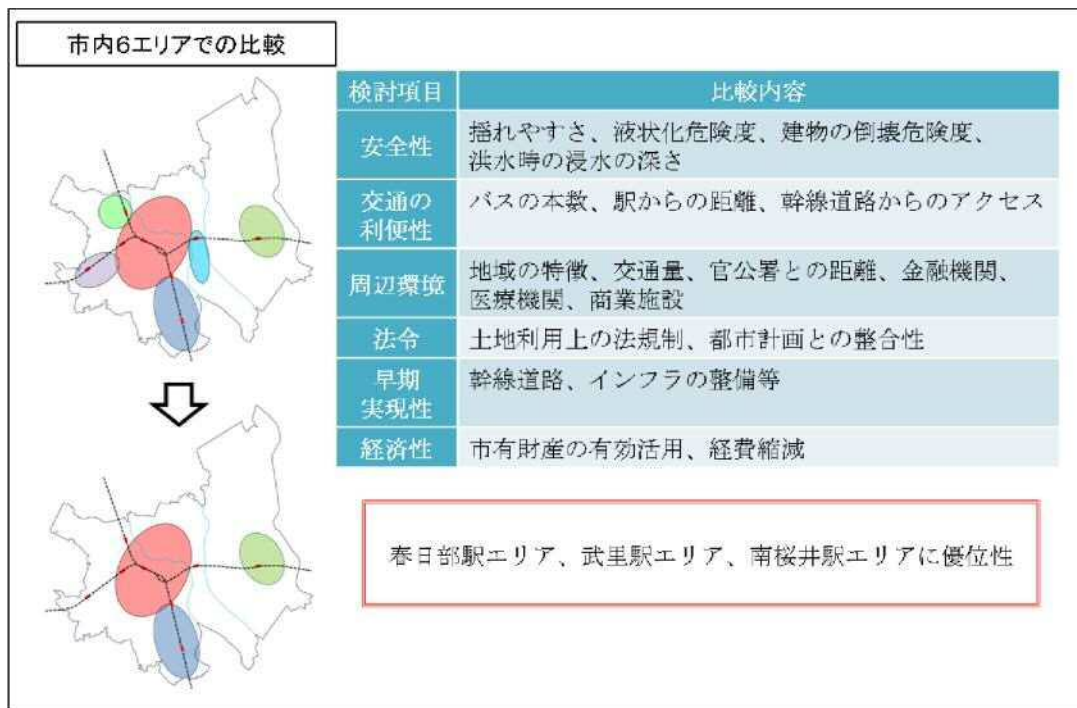 市内6エリアでの比較
検討項目
比較内容
安全性
揺れやすさ、液状化危険度、建物の倒壊危険度、
洪水時の浸水の深さ
交通の
利便性
バスの本数、駅からの距離、幹線道路からのアクセス
周辺環境
地域の特徴、交通量、官公署との距離、金融機関、
医療機関、商業施設
法令
土地利用上の法規制、都市計画との整合性
早期
実現性
幹線道路、インフラの整備等
経済性
市有財産の有効活用、経費縮減
春日部駅エリア、武里駅エリア、南桜井駅エリアに優位性